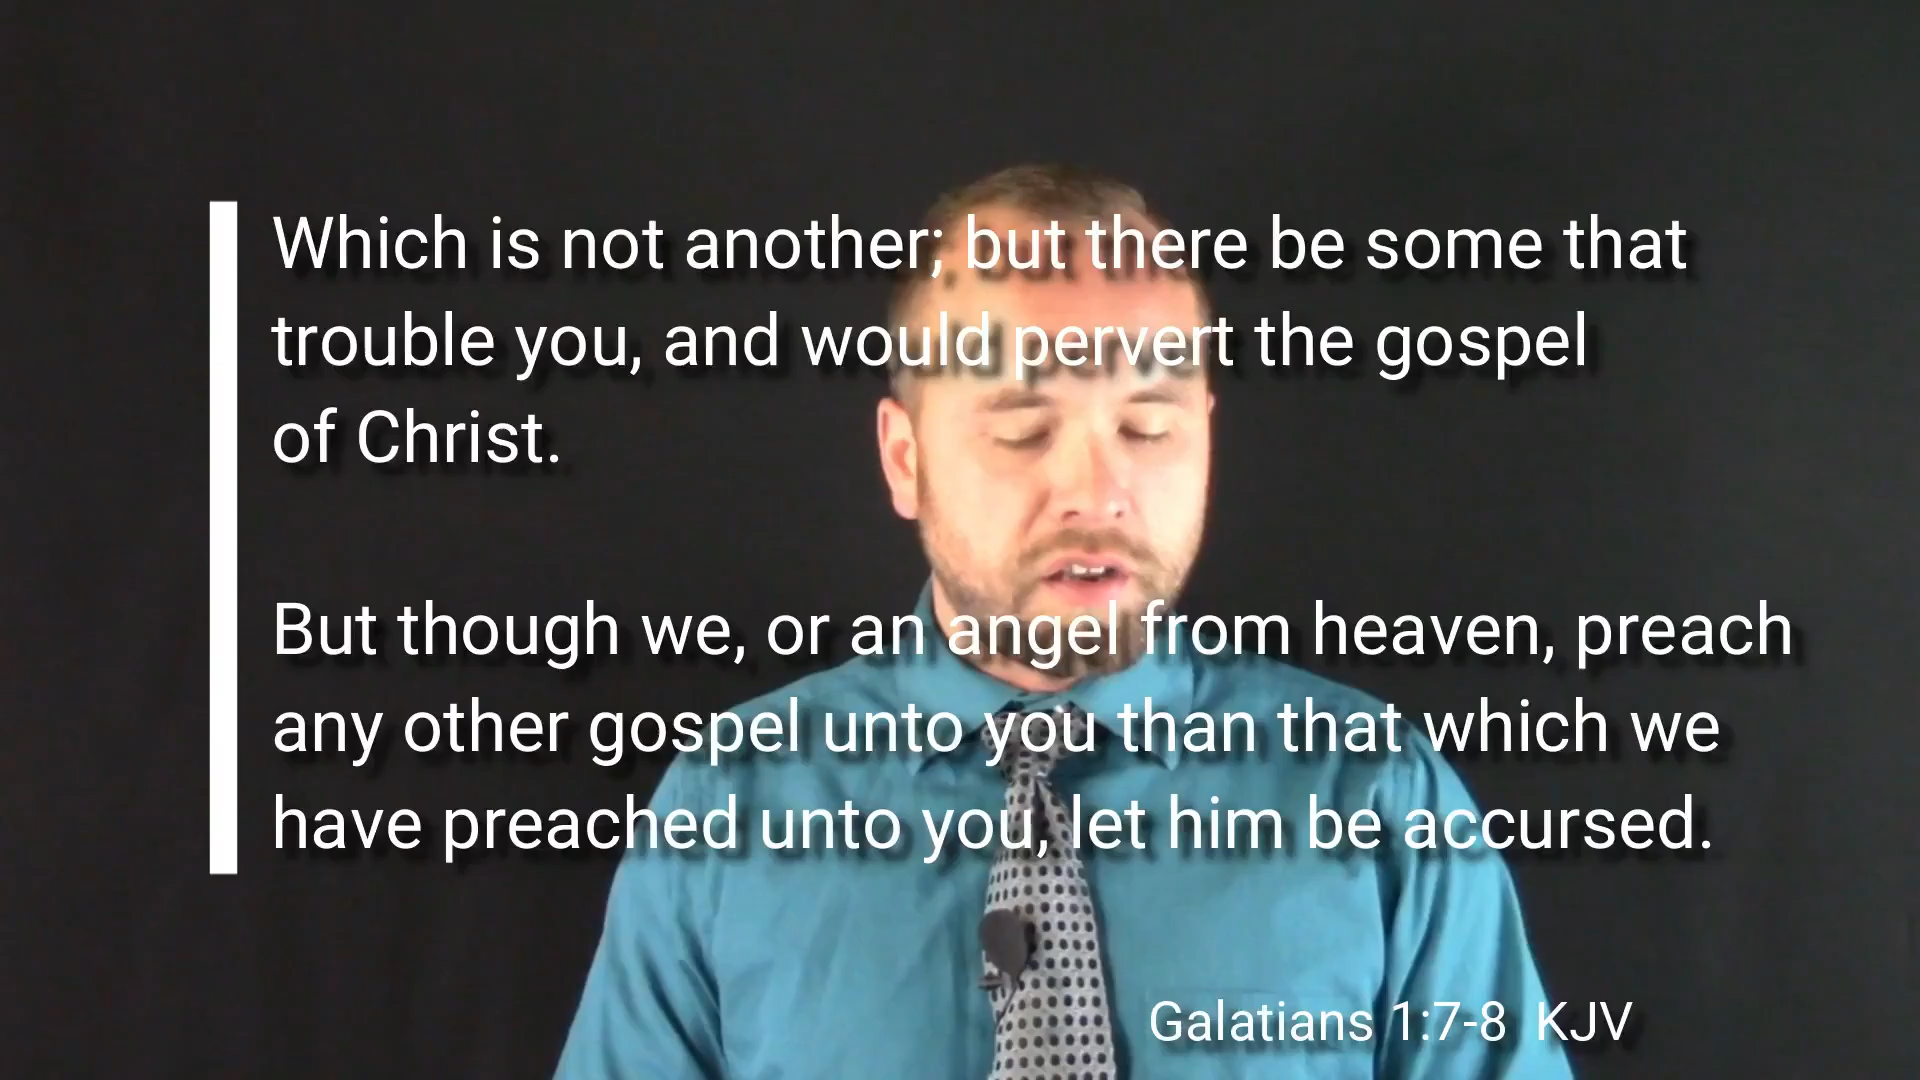 Which is not another; but there be some that
trouble you, and would pervert the gospel
of Christ.
But though we, or an angel from heaven, preach
any other gospel unto you than that which we
have preached unto you, let him be accursed.
Galatians 1:7-8 KJV